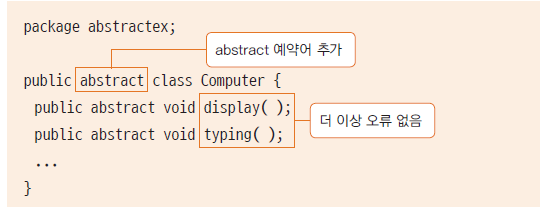 package abstractex;
abstract 예약어 추가
public abstract class Computer {
public abstract void display( );
public abstract void typing( );
더 이상 오류 없음
...
}